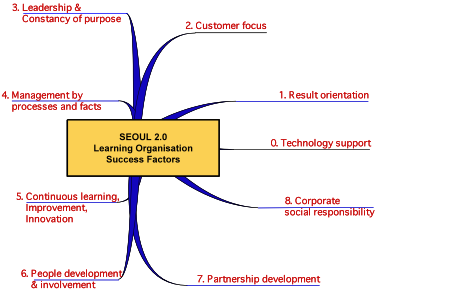 3. Leadership &
Constancy of purpose
2. Customer focus
1. Result orientation
4. Management by
processes and facts
SEOUL 2.0
Learning Organisation
Success Factors
0. Technology support
5. Continuous learning,
Improvement,
Innovation
8. Corporate
social responsibility
6. People development
& involvement
7. Partnership development